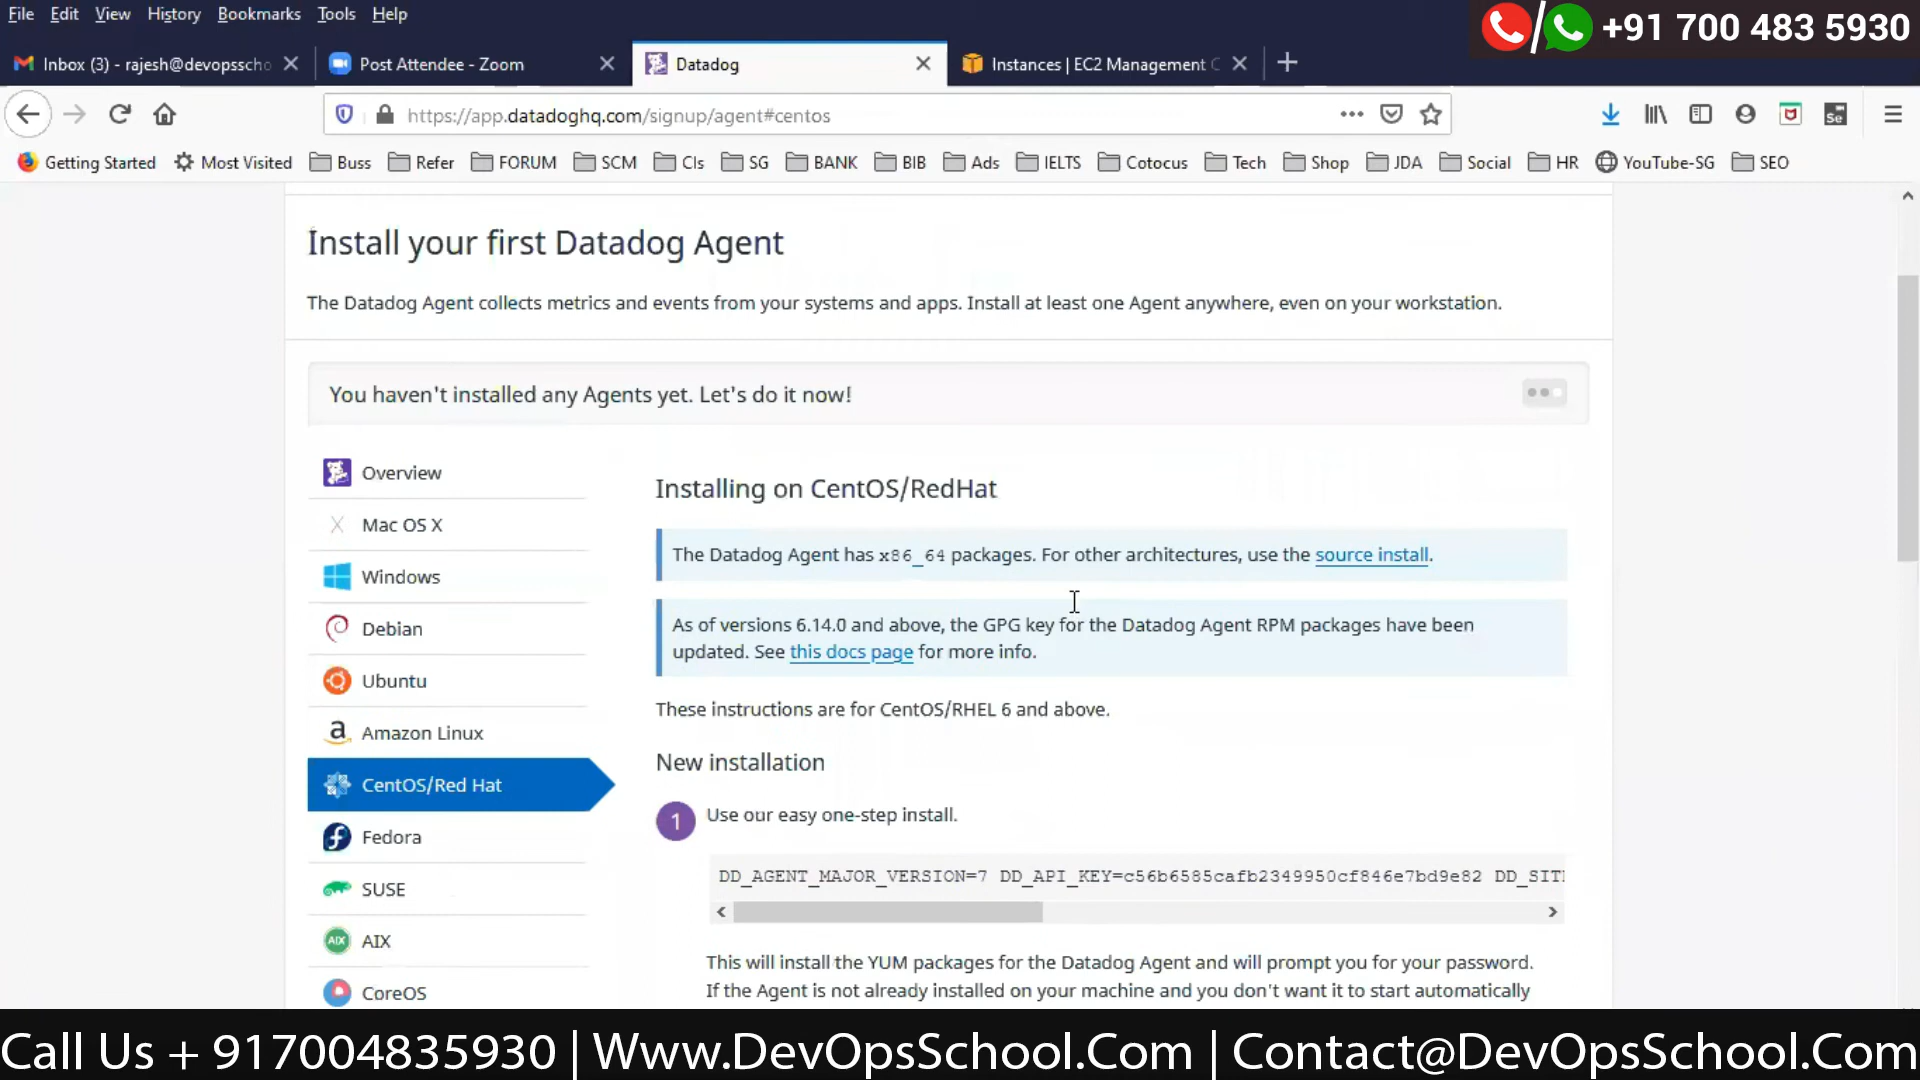 File Edit View History Bookmarks Tools Help
+91 700 483 5930
Inbox (3) - rajesh@devopsscho
Post Attendee - Zoom
Datadog
Instances | EC2 Management C
https://app.datadoghq.com/signup/agent#centos
Getting Started Most Visited Buss Refer FORUM SCM CIs SG BANK BIB Ads IELTS Cotocus Tech Shop JDA Social HR YouTube-SG SEO
Install your first Datadog Agent
The Datadog Agent collects metrics and events from your systems and apps. Install at least one Agent anywhere, even on your workstation.
You haven't installed any Agents yet. Let's do it now!
Overview
Mac OS X
Windows
Debian
Ubuntu
Amazon Linux
CentOS/Red Hat
Fedora
SUSE
AIX
CoreOS
Installing on CentOS/RedHat
The Datadog Agent has x86_64 packages. For other architectures, use the source install.
As of versions 6.14.0 and above, the GPG key for the Datadog Agent RPM packages have been
updated. See this docs page for more info.
These instructions are for CentOS/RHEL 6 and above.
New installation
1 Use our easy one-step install.
DD_AGENT_MAJOR_VERSION=7 DD_API_KEY=c56b6585cafb2349950cf846e7bd9e82 DD_SIT
This will install the YUM packages for the Datadog Agent and will prompt you for your password.
If the Agent is not already installed on your machine and you don't want it to start automatically
Call Us + 917004835930 | Www.DevOpsSchool.Com | Contact@DevOpsSchool.Com